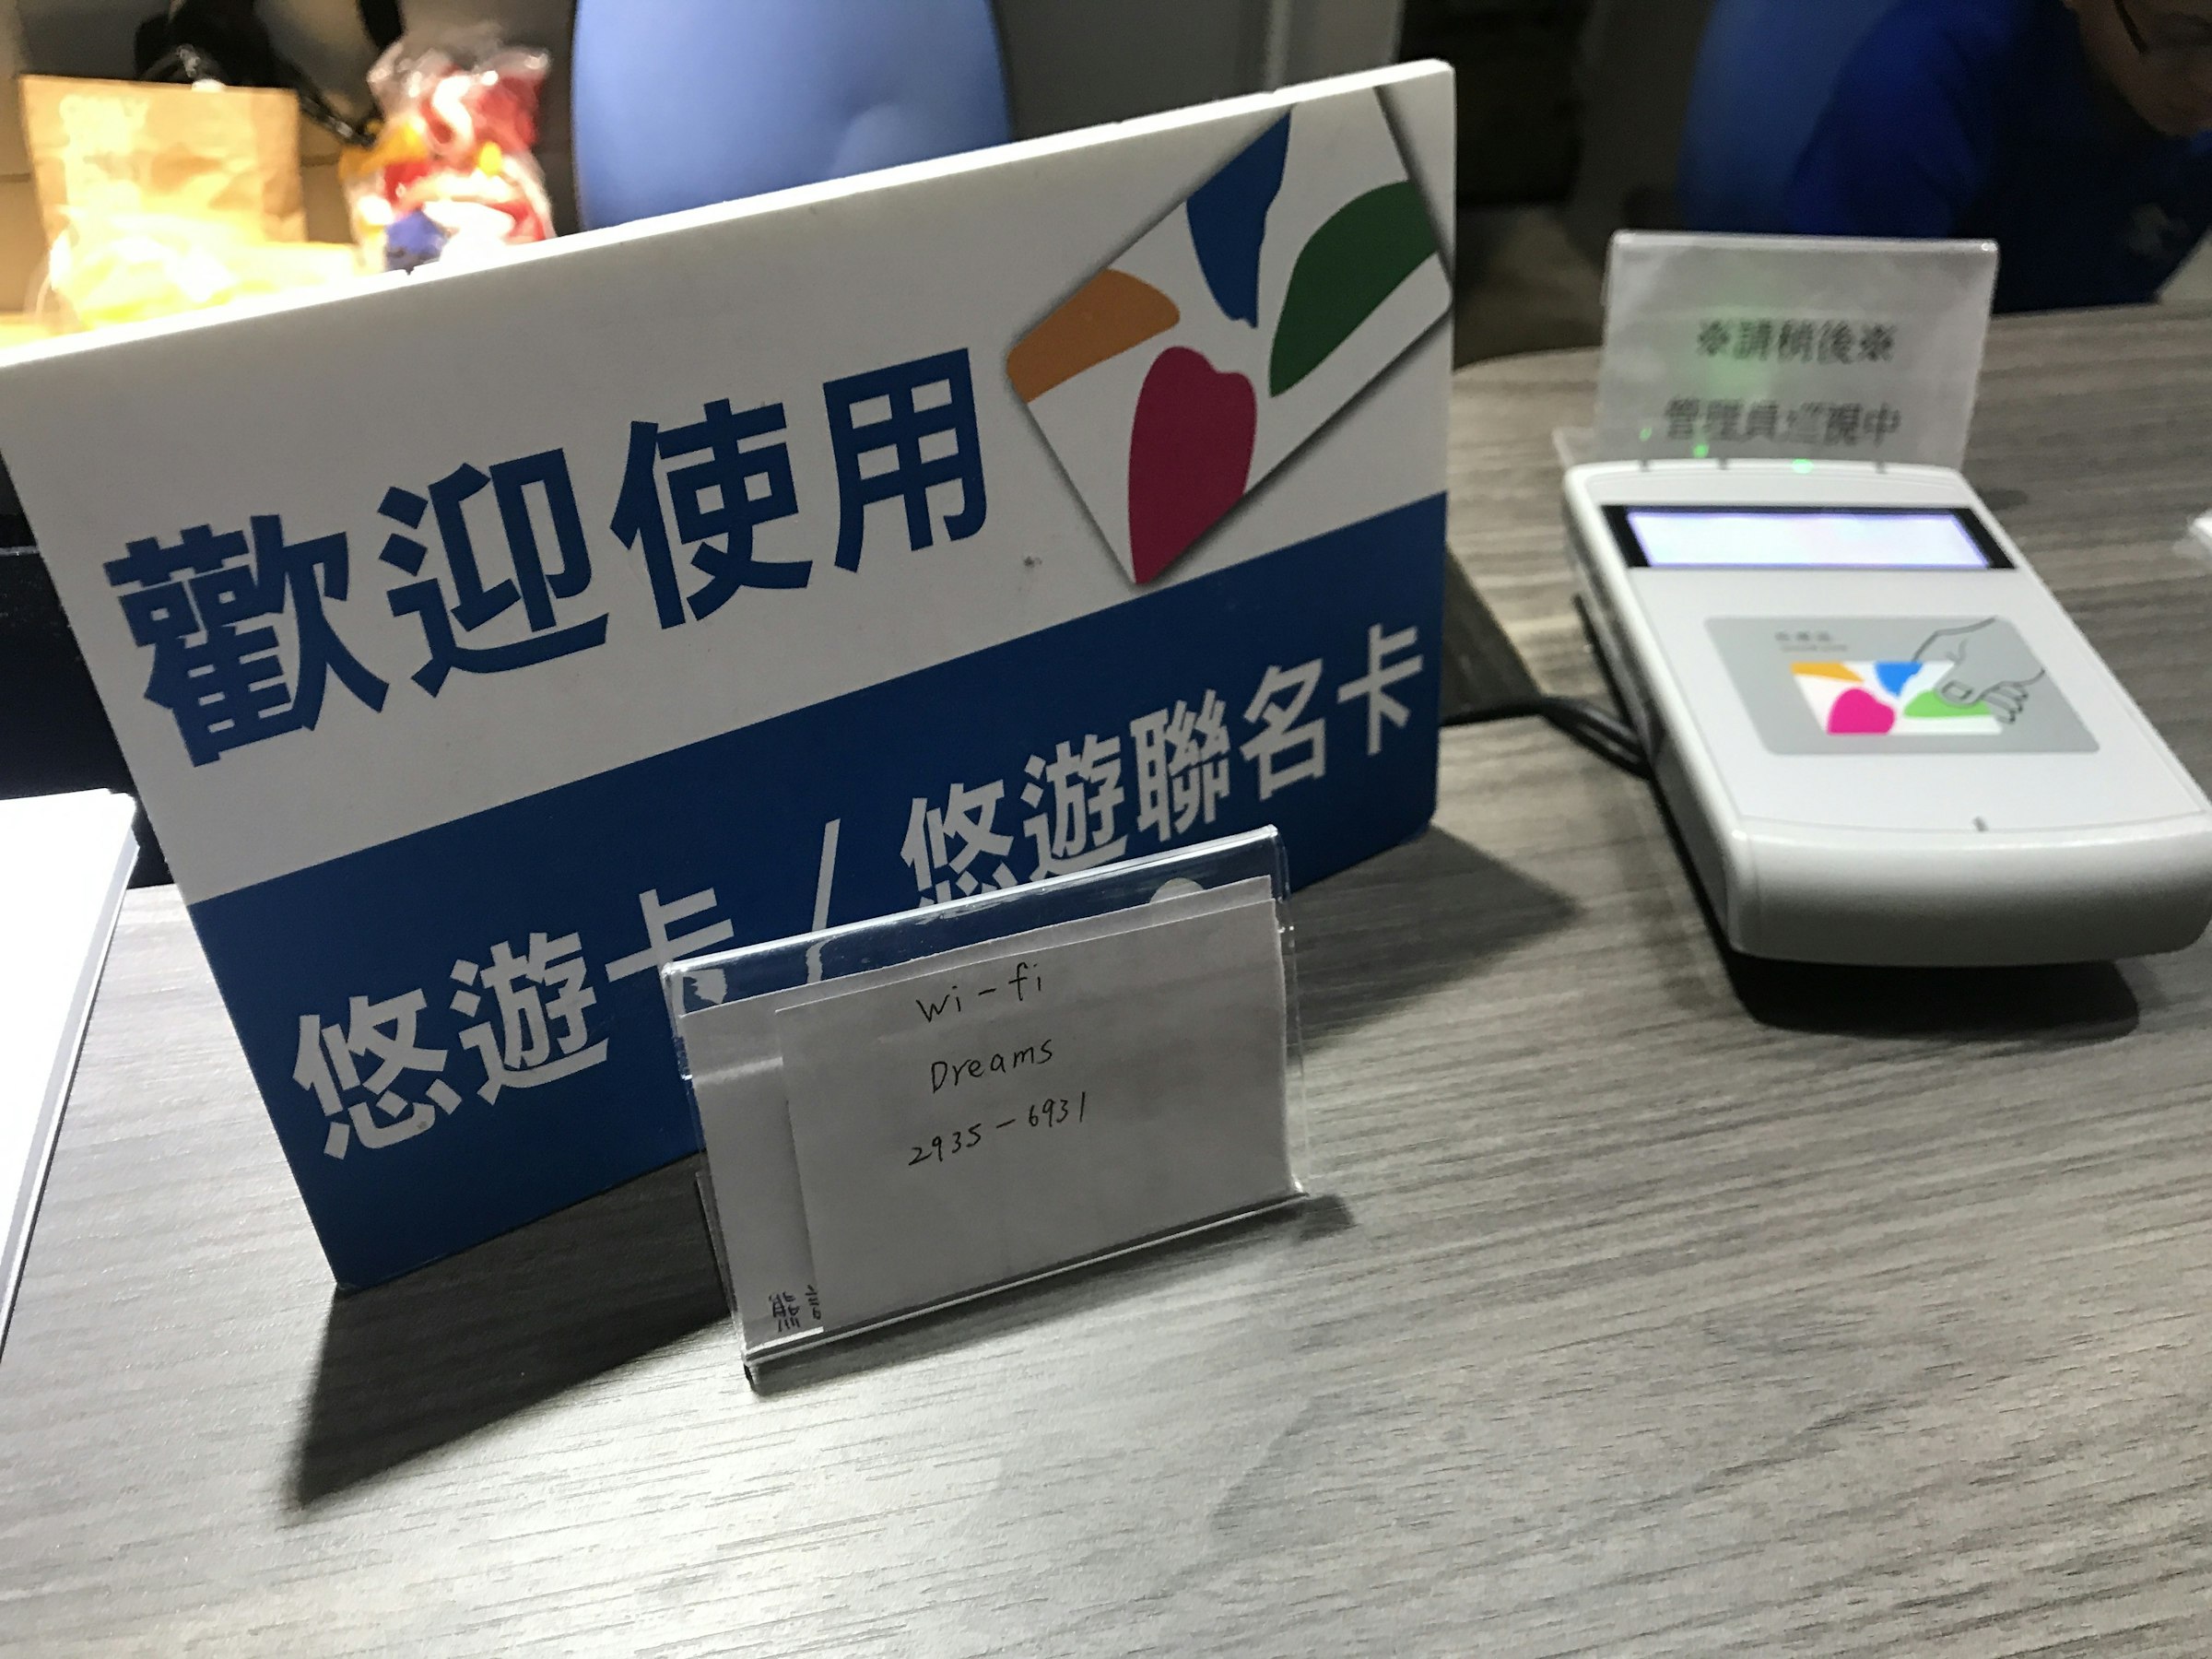 歡迎使用
悠遊卡 / 悠遊聯名卡
Wi-fi
Dreams
2935-6931
※請稍後※
管理員巡視中